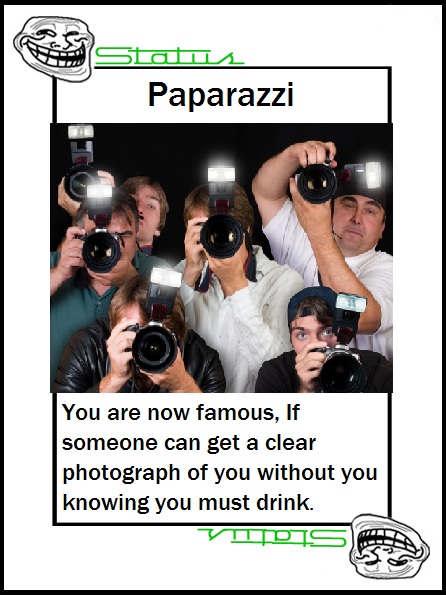 Status
Paparazzi
You are now famous, If
someone can get a clear
photograph of you without you
knowing you must drink.
Status